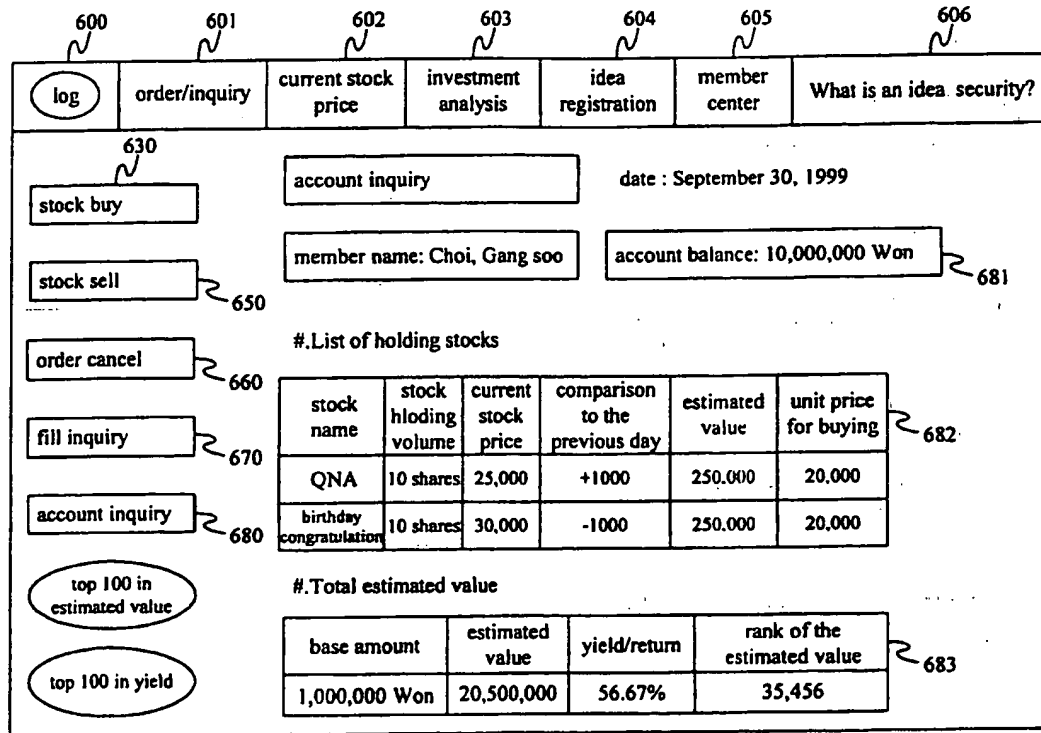 600 601 602 603 604 605 606
log order/inquiry current stock price investment analysis idea registration member center What is an idea security?
630
stock buy
account inquiry date : September 30, 1999
member name: Choi, Gang soo account balance: 10,000,000 Won
681
stock sell
650
#.List of holding stocks
order cancel
660
stock name stock hloding volume current stock price comparison to the previous day estimated value unit price for buying
682
fill inquiry
670
QNA 10 shares 25,000 +1000 250.000 20,000
account inquiry
680
birthday congratulation 10 shares 30,000 -1000 250.000 20,000
top 100 in
estimated value
#.Total estimated value
base amount estimated value yield/return rank of the estimated value
683
top 100 in yield
1,000,000 Won 20,500,000 56.67% 35,456